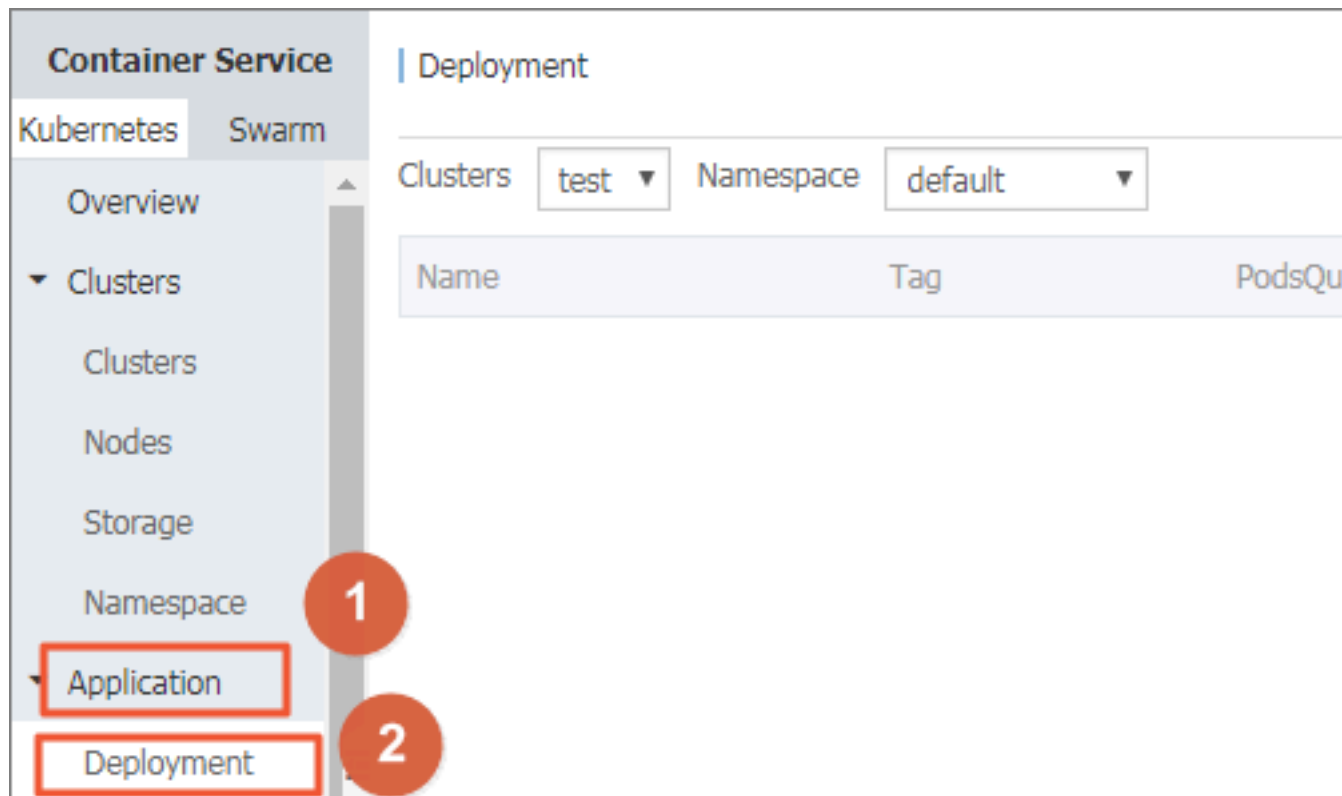 Container Service
Kubernetes Swarm
Overview
Clusters
Clusters
Nodes
Storage
Namespace
1
Application
2
Deployment
Deployment
Clusters test Namespace default
Name Tag PodsQu